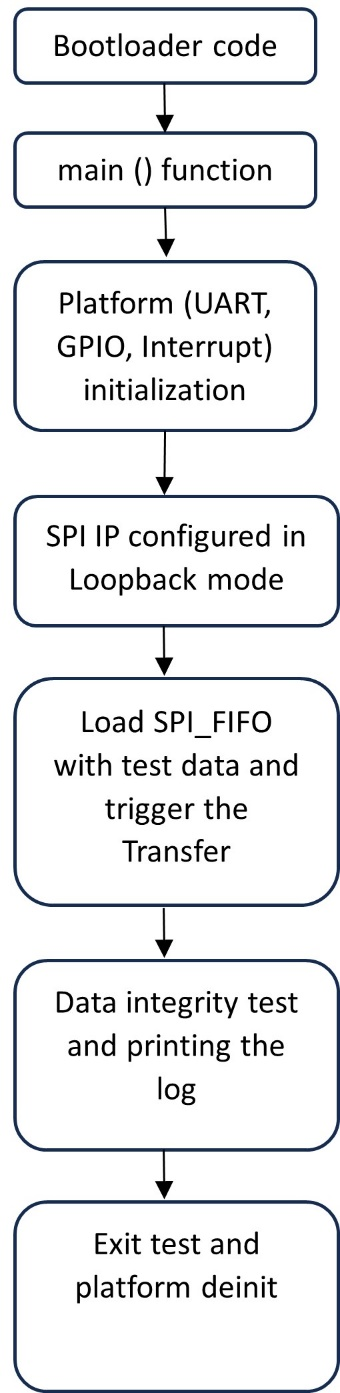 Bootloader code
main () function
Platform (UART,
GPIO, Interrupt)
initialization
SPI IP configured in
Loopback mode
Load SPI_FIFO
with test data and
trigger the
Transfer
Data integrity test
and printing the
log
Exit test and
platform deinit